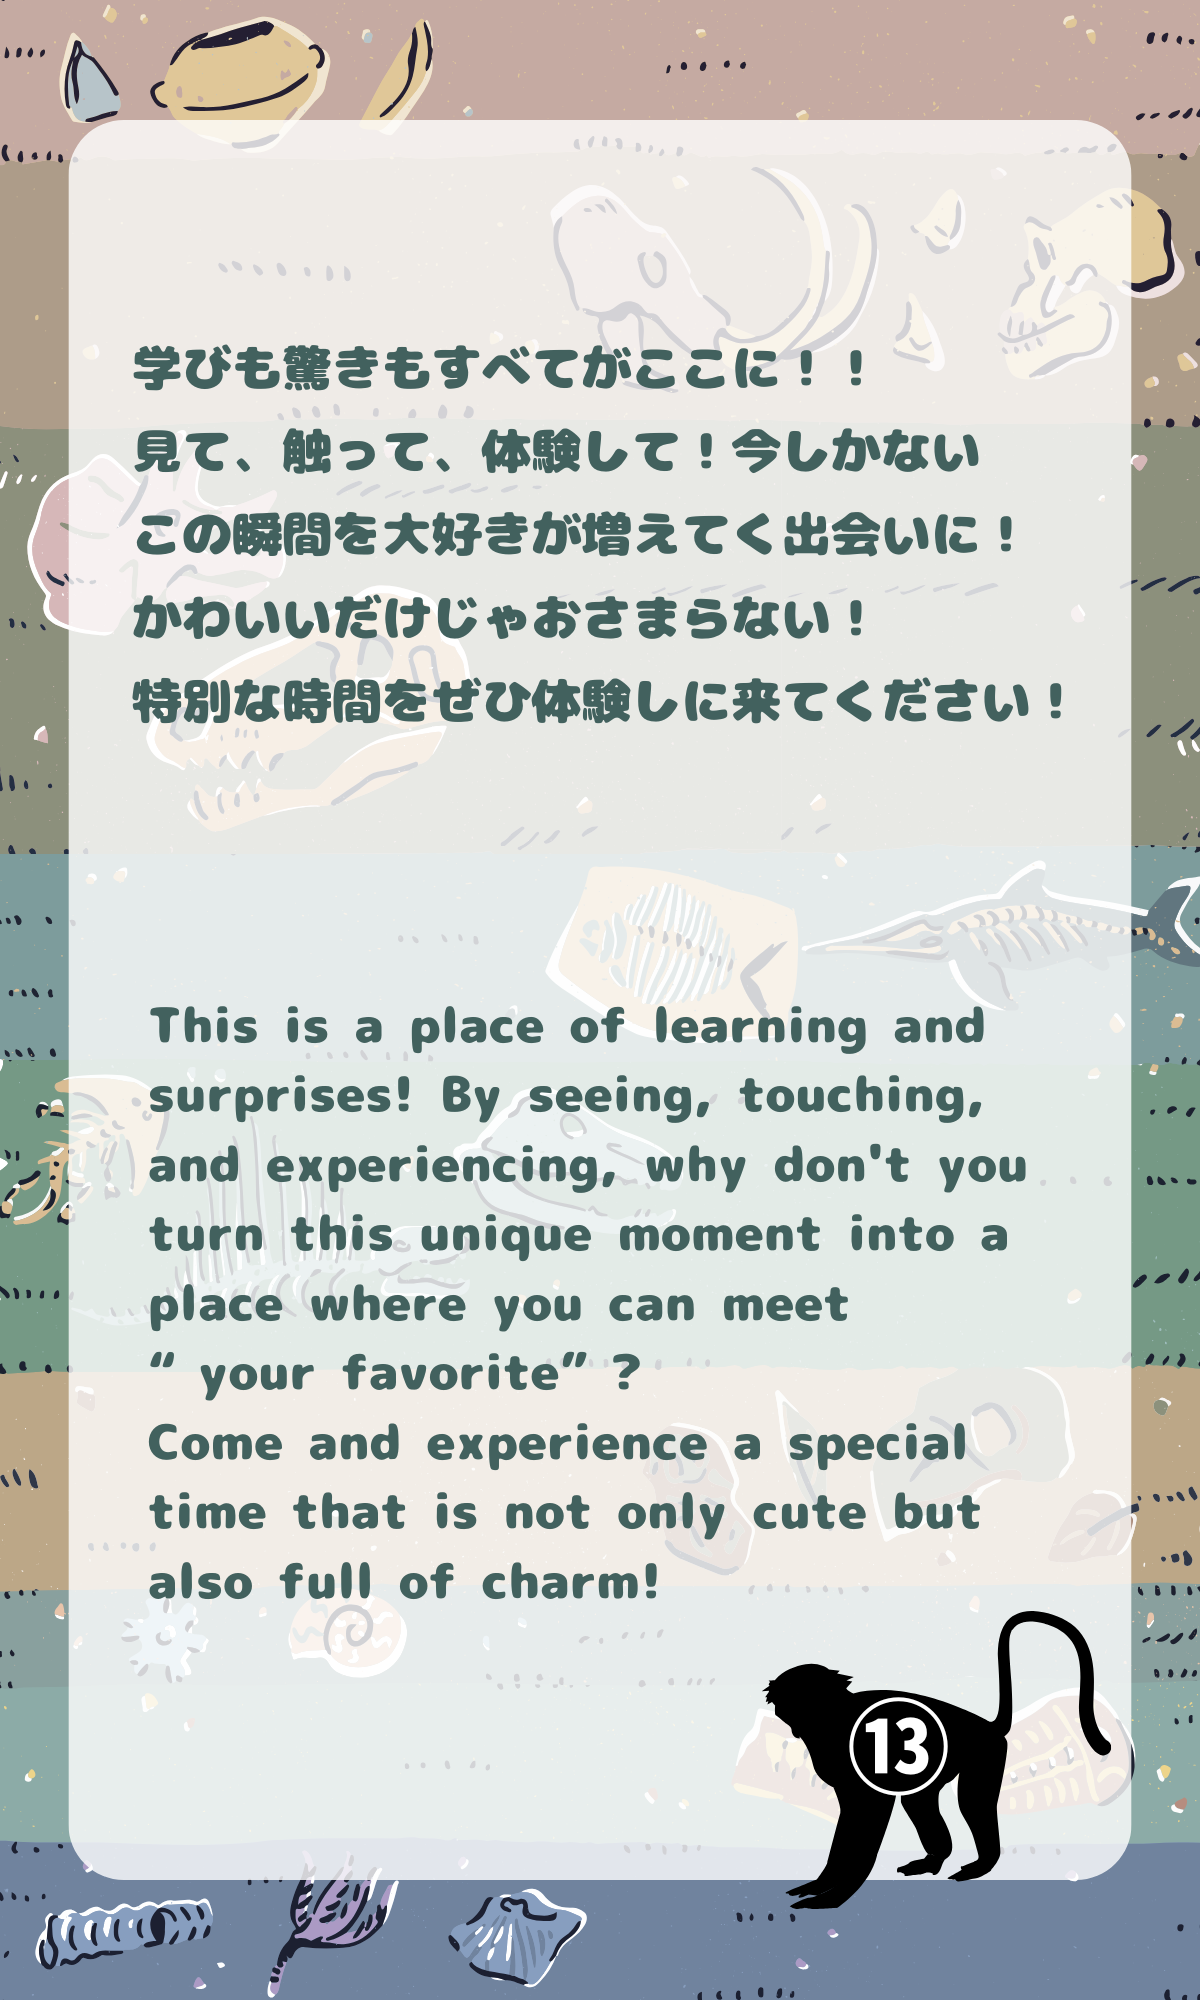 学びも驚きもすべてがここに！！
見て、触って、体験して！今しかない
この瞬間を大好きが増えてく出会いに！
かわいいだけじゃおさまらない！
特別な時間をぜひ体験しに来てください！
This is a place of learning and
surprises! By seeing, touching,
and experiencing, why don't you
turn this unique moment into a
place where you can meet
“ your favorite” ?
Come and experience a special
time that is not only cute but
also full of charm!
13